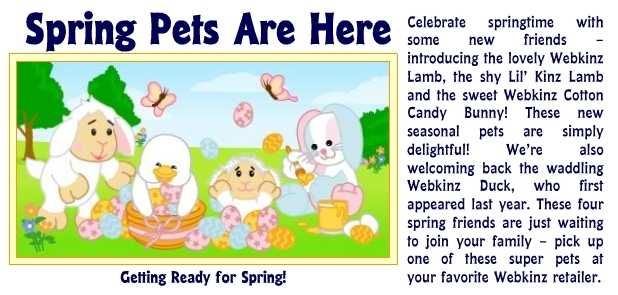 Spring Pets Are Here
Getting Ready for Spring!
Celebrate springtime with
some new friends –
introducing the lovely Webkinz
Lamb, the shy Lil’ Kinz Lamb
and the sweet Webkinz Cotton
Candy Bunny! These new
seasonal pets are simply
delightful! We’re also
welcoming back the waddling
Webkinz Duck, who first
appeared last year. These four
spring friends are just waiting
to join your family – pick up
one of these super pets at
your favorite Webkinz retailer.